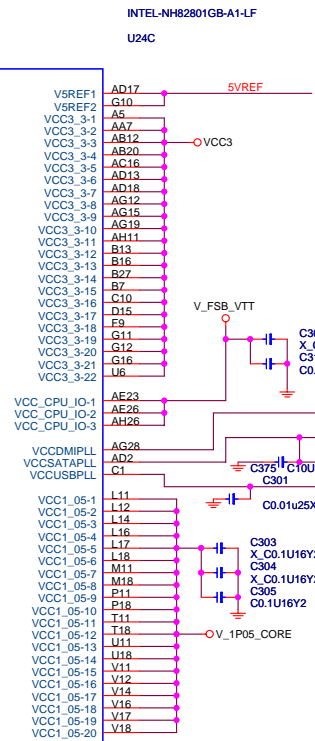 INTEL-NH82801GB-A1-LF
U24C
V5REF1 AD17 5VREF
V5REF2 G10
VCC3_3-1 A5
VCC3_3-2 AA7
VCC3_3-3 AB12 VCC3
VCC3_3-4 AB20
VCC3_3-5 AC16
VCC3_3-6 AD13
VCC3_3-7 AD18
VCC3_3-8 AG12
VCC3_3-9 AG15
VCC3_3-10 AG19
VCC3_3-11 AH11
VCC3_3-12 B13
VCC3_3-13 B16
VCC3_3-14 B27
VCC3_3-15 B7
VCC3_3-16 C10
VCC3_3-17 D15
VCC3_3-18 F9
VCC3_3-19 G11
VCC3_3-20 G12
VCC3_3-21 G16
VCC3_3-22 U6
V_FSB_VTT
VCC_CPU_IO-1 AE23
VCC_CPU_IO-2 AE26
VCC_CPU_IO-3 AH26
VCCDMIPLL AG28
VCCSATAPLL AD2
VCCUSBPLL C1
C375 C10U
C301
C0.01u25X
VCC1_05-1 L11
VCC1_05-2 L12
VCC1_05-3 L14
VCC1_05-4 L16
VCC1_05-5 L17
VCC1_05-6 L18
VCC1_05-7 M11
VCC1_05-8 M18
VCC1_05-9 P11
VCC1_05-10 P18
VCC1_05-11 T11
VCC1_05-12 T18 V_1P05_CORE
VCC1_05-13 U11
VCC1_05-14 U18
VCC1_05-15 V11
VCC1_05-16 V12
VCC1_05-17 V14
VCC1_05-18 V16
VCC1_05-19 V17
VCC1_05-20 V18
C303
X_C0.1U16Y2
C304
X_C0.1U16Y2
C305
C0.1U16Y2